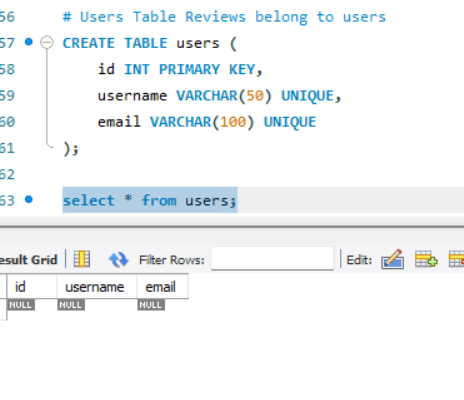 56 # Users Table Reviews belong to users
57 CREATE TABLE users (
58 id INT PRIMARY KEY,
59 username VARCHAR(50) UNIQUE,
60 email VARCHAR(100) UNIQUE
61 );
62
63 select * from users;
esult Grid Filter Rows: Edit:
id username email
NULL NULL NULL